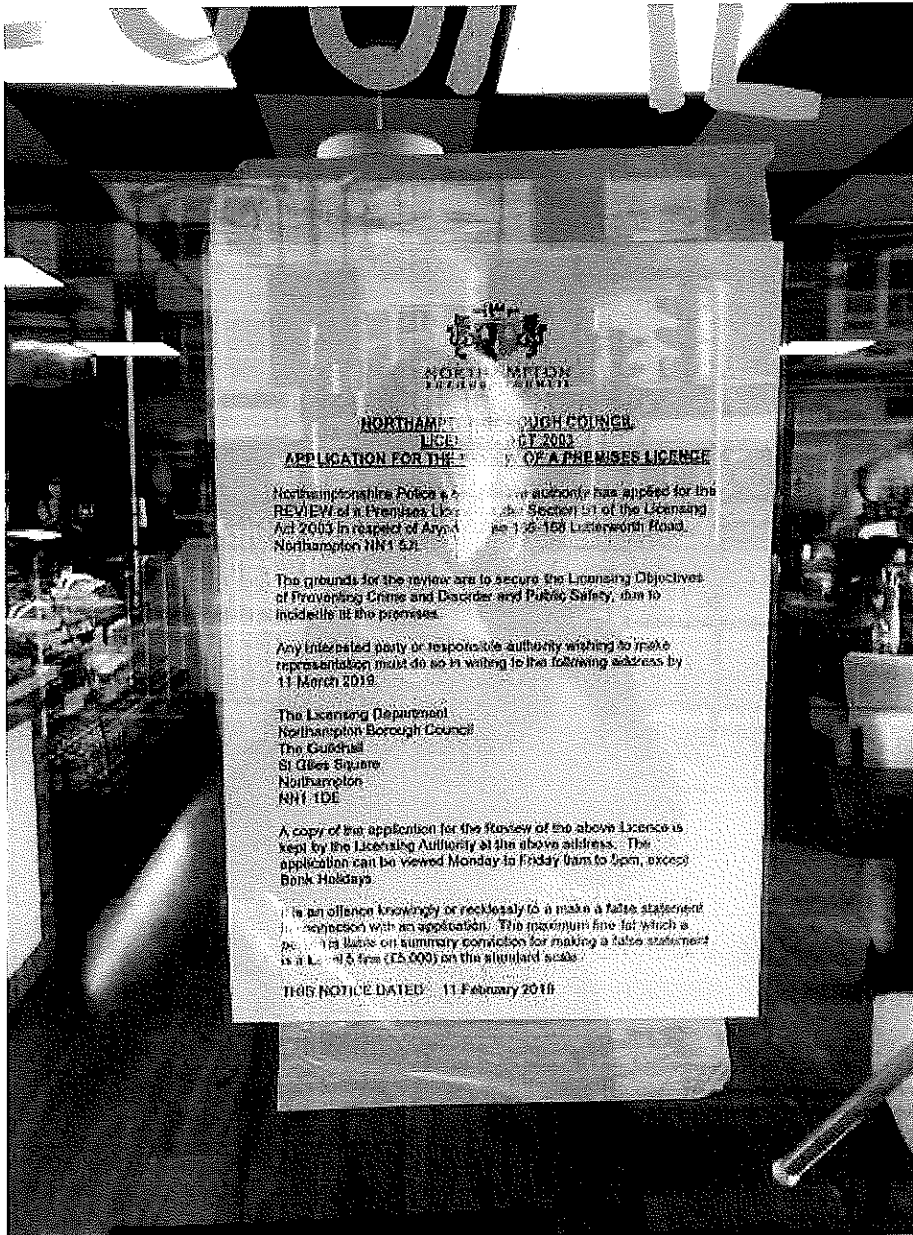 NORTHAMPTON
BOROUGH COUNCIL
NORTHAMPT UGH COUNCIL
LICE CT 2003
APPLICATION FOR THE OF A PREMISES LICENCE
Northamptonshire Police authority has applied for the
REVIEW of a Premises Section 51 of the Licensing
Act 2003 in respect of Road,
Northampton NN1
The grounds for the review are to secure the Licensing Objectives
of Preventing Crime and Disorder and Public Safety, due to
incidents at the premises.
Any interested party or responsible authority wishing to make
representation must do so in writing to the following address by
11 March 2019.
The Licensing Department
Northampton Borough Council
The Guildhall
St Giles Square
Northampton
NN1 1DE
A copy of the application for the Review of the above Licence is
kept by the Licensing Authority at the above address. The
application can be viewed Monday to Friday 9am to 5pm, except
Bank Holidays.
is an offence knowingly or recklessly to a make a false statement
connection with an application. The maximum fine for which a
is liable on summary conviction for making a false statement
is a 5 fine (£5,000) on the standard scale.
THIS NOTICE DATED 11 February 2019